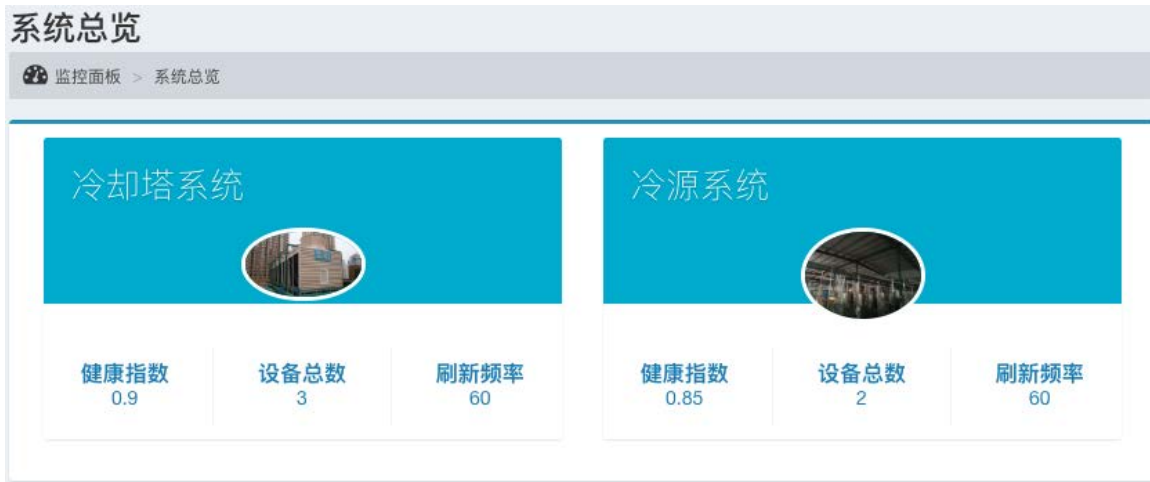 系统总览
监控面板 > 系统总览
冷却塔系统
健康指数 设备总数 刷新频率
0.9 3 60
冷源系统
健康指数 设备总数 刷新频率
0.85 2 60